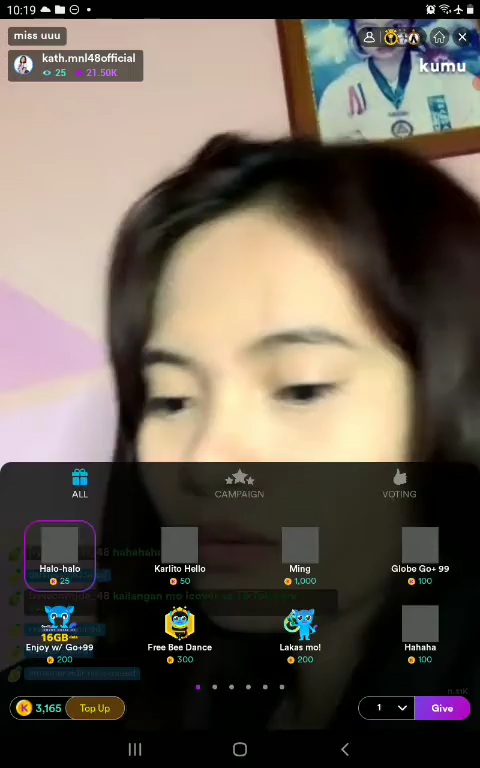 10:19
miss uuu
kath.mnl48official
25 21.50K
kumu
ALL
CAMPAIGN
VOTING
Halo-halo
25
Karlito Hello
50
Ming
1,000
Globe Go+ 99
100
16GB
Enjoy w/ Go+99
200
Free Bee Dance
300
Lakas mo!
200
Hahaha
100
3,165
Top Up
1
Give